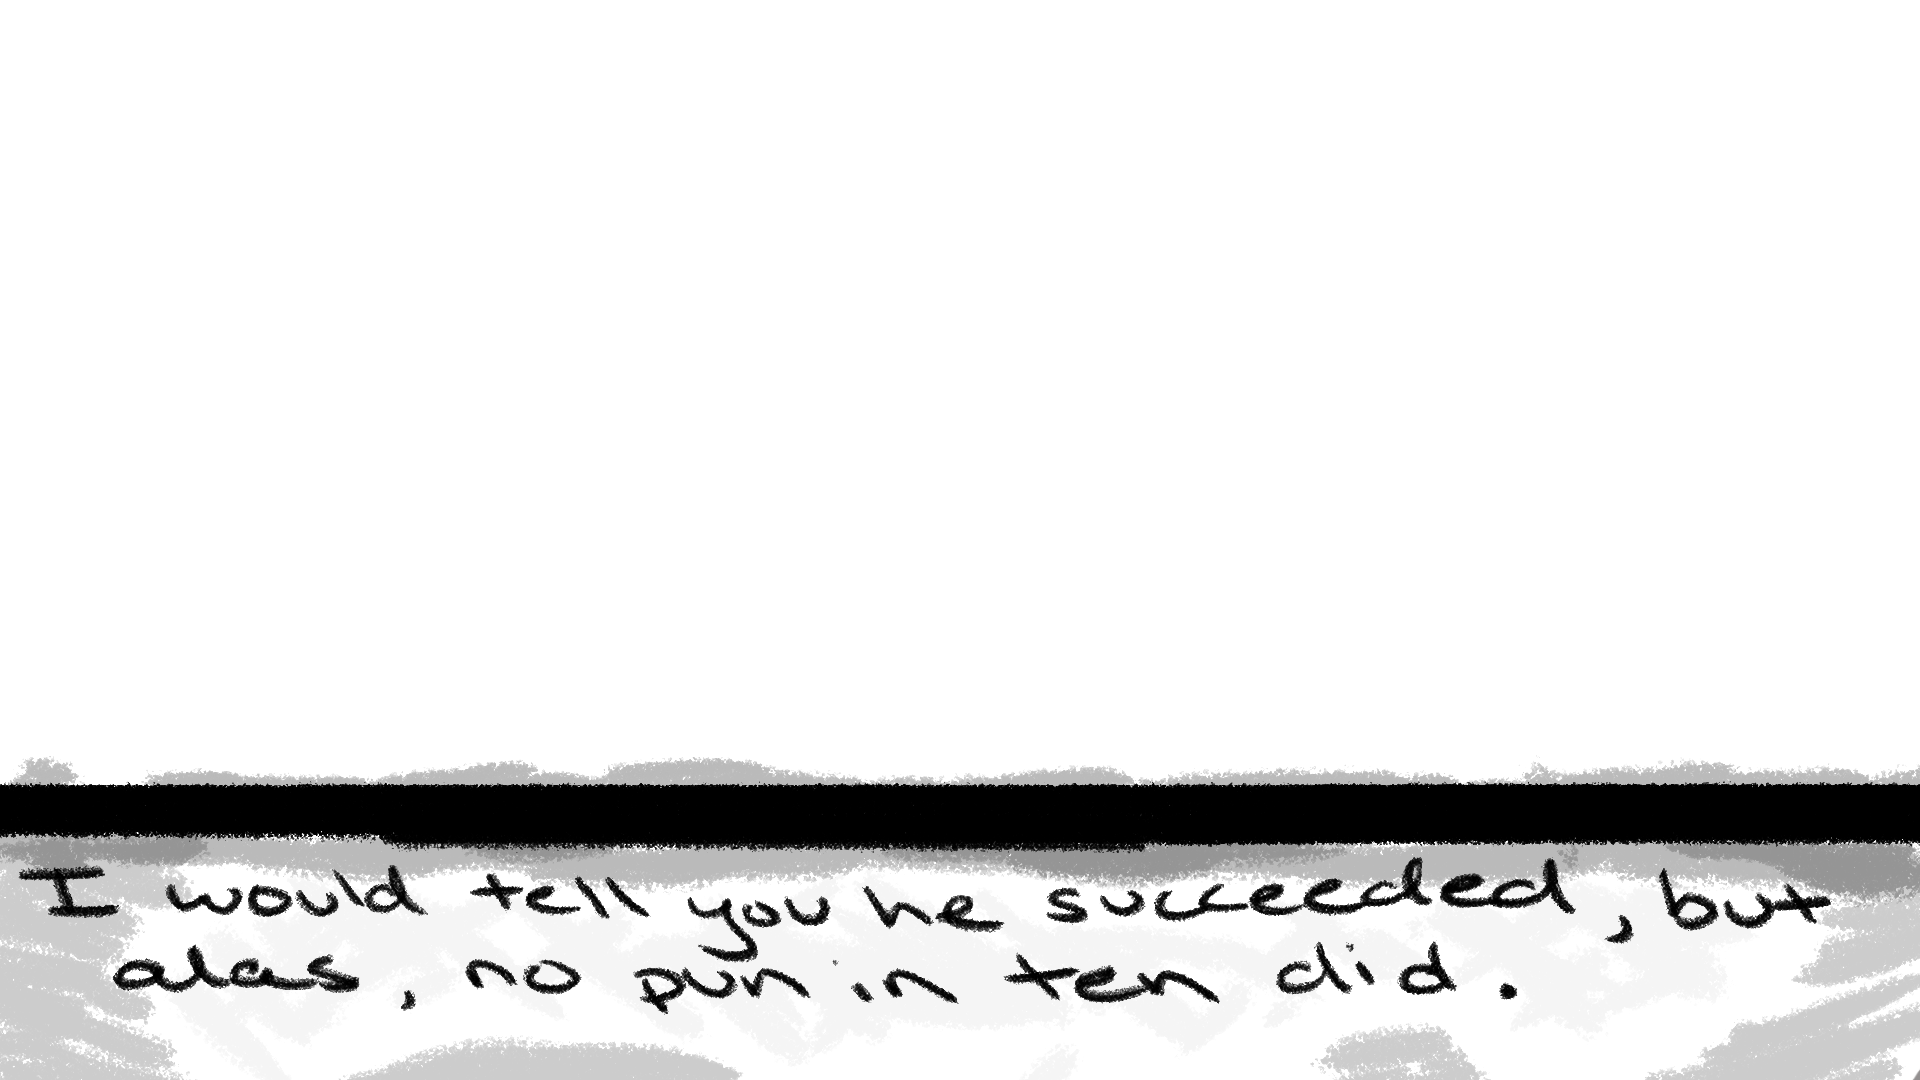 I would tell you he succeeded, but
alas, no pun in ten did.